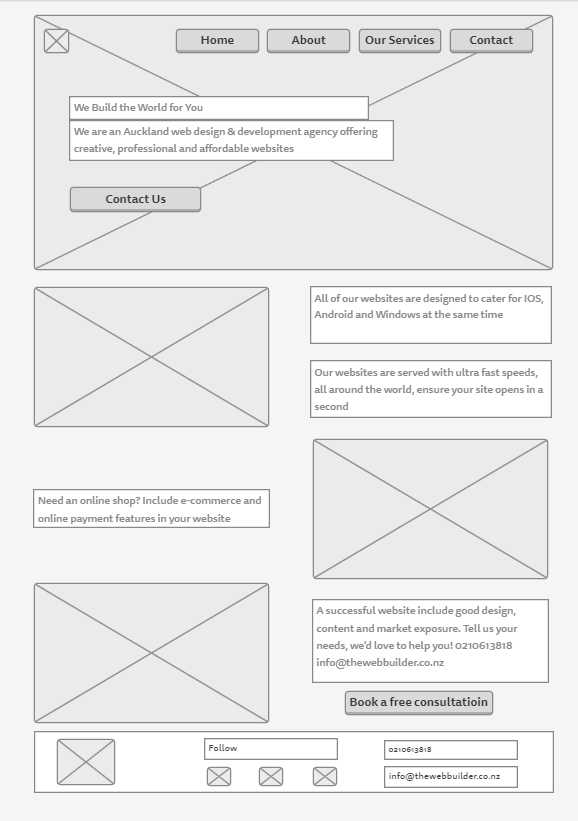 Home
About
Our Services
Contact
We Build the World for You
We are an Auckland web design & development agency offering
creative, professional and affordable websites
Contact Us
All of our websites are designed to cater for IOS,
Android and Windows at the same time
Our websites are served with ultra fast speeds,
all around the world, ensure your site opens in a
second
Need an online shop? Include e-commerce and
online payment features in your website
A successful website include good design,
content and market exposure. Tell us your
needs, we'd love to help you! 0210613818
info@thewebbuilder.co.nz
Book a free consultatioin
Follow
0210613818
info@thewebbuilder.co.nz